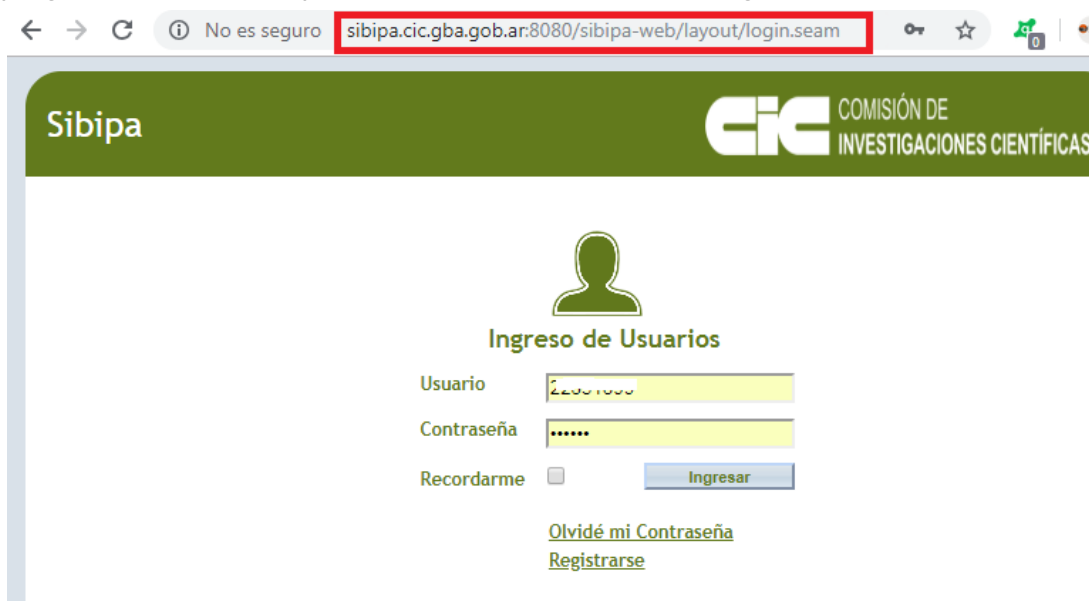 No es seguro sibipa.cic.gba.gob.ar:8080/sibipa-web/layout/login.seam
0
Sibipa
cic COMISIÓN DE
INVESTIGACIONES CIENTÍFICAS
Ingreso de Usuarios
Usuario
Contraseña ••••••
Recordarme Ingresar
Olvidé mi Contraseña
Registrarse